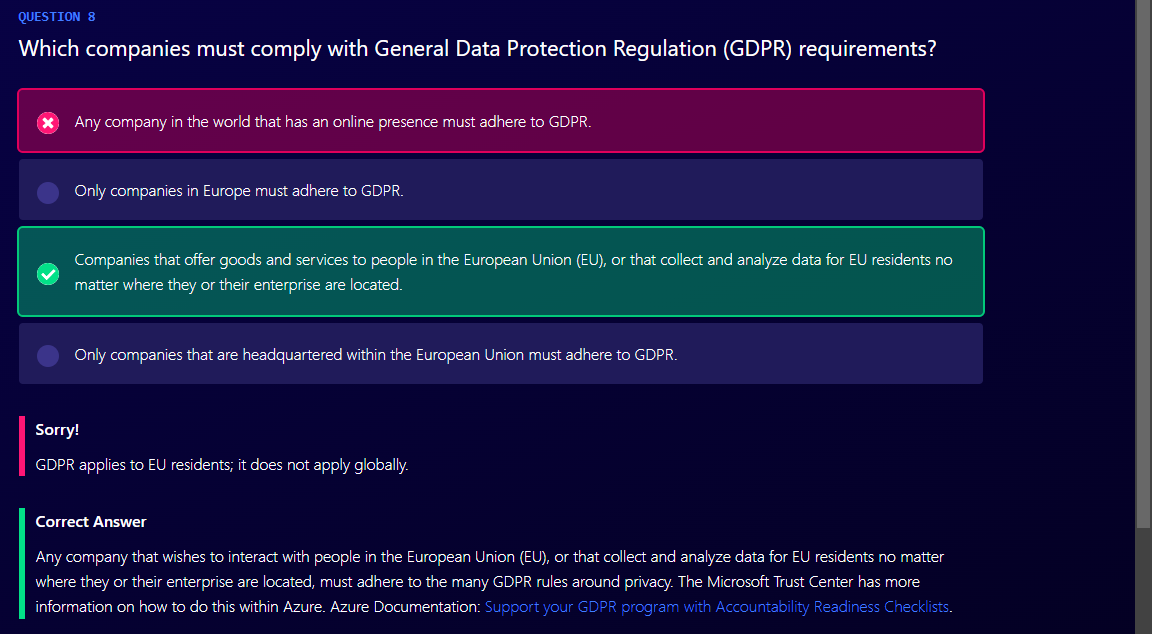 QUESTION 8
Which companies must comply with General Data Protection Regulation (GDPR) requirements?
Any company in the world that has an online presence must adhere to GDPR.
Only companies in Europe must adhere to GDPR.
Companies that offer goods and services to people in the European Union (EU), or that collect and analyze data for EU residents no
matter where they or their enterprise are located.
Only companies that are headquartered within the European Union must adhere to GDPR.
Sorry!
GDPR applies to EU residents; it does not apply globally.
Correct Answer
Any company that wishes to interact with people in the European Union (EU), or that collect and analyze data for EU residents no matter
where they or their enterprise are located, must adhere to the many GDPR rules around privacy. The Microsoft Trust Center has more
information on how to do this within Azure. Azure Documentation: Support your GDPR program with Accountability Readiness Checklists.